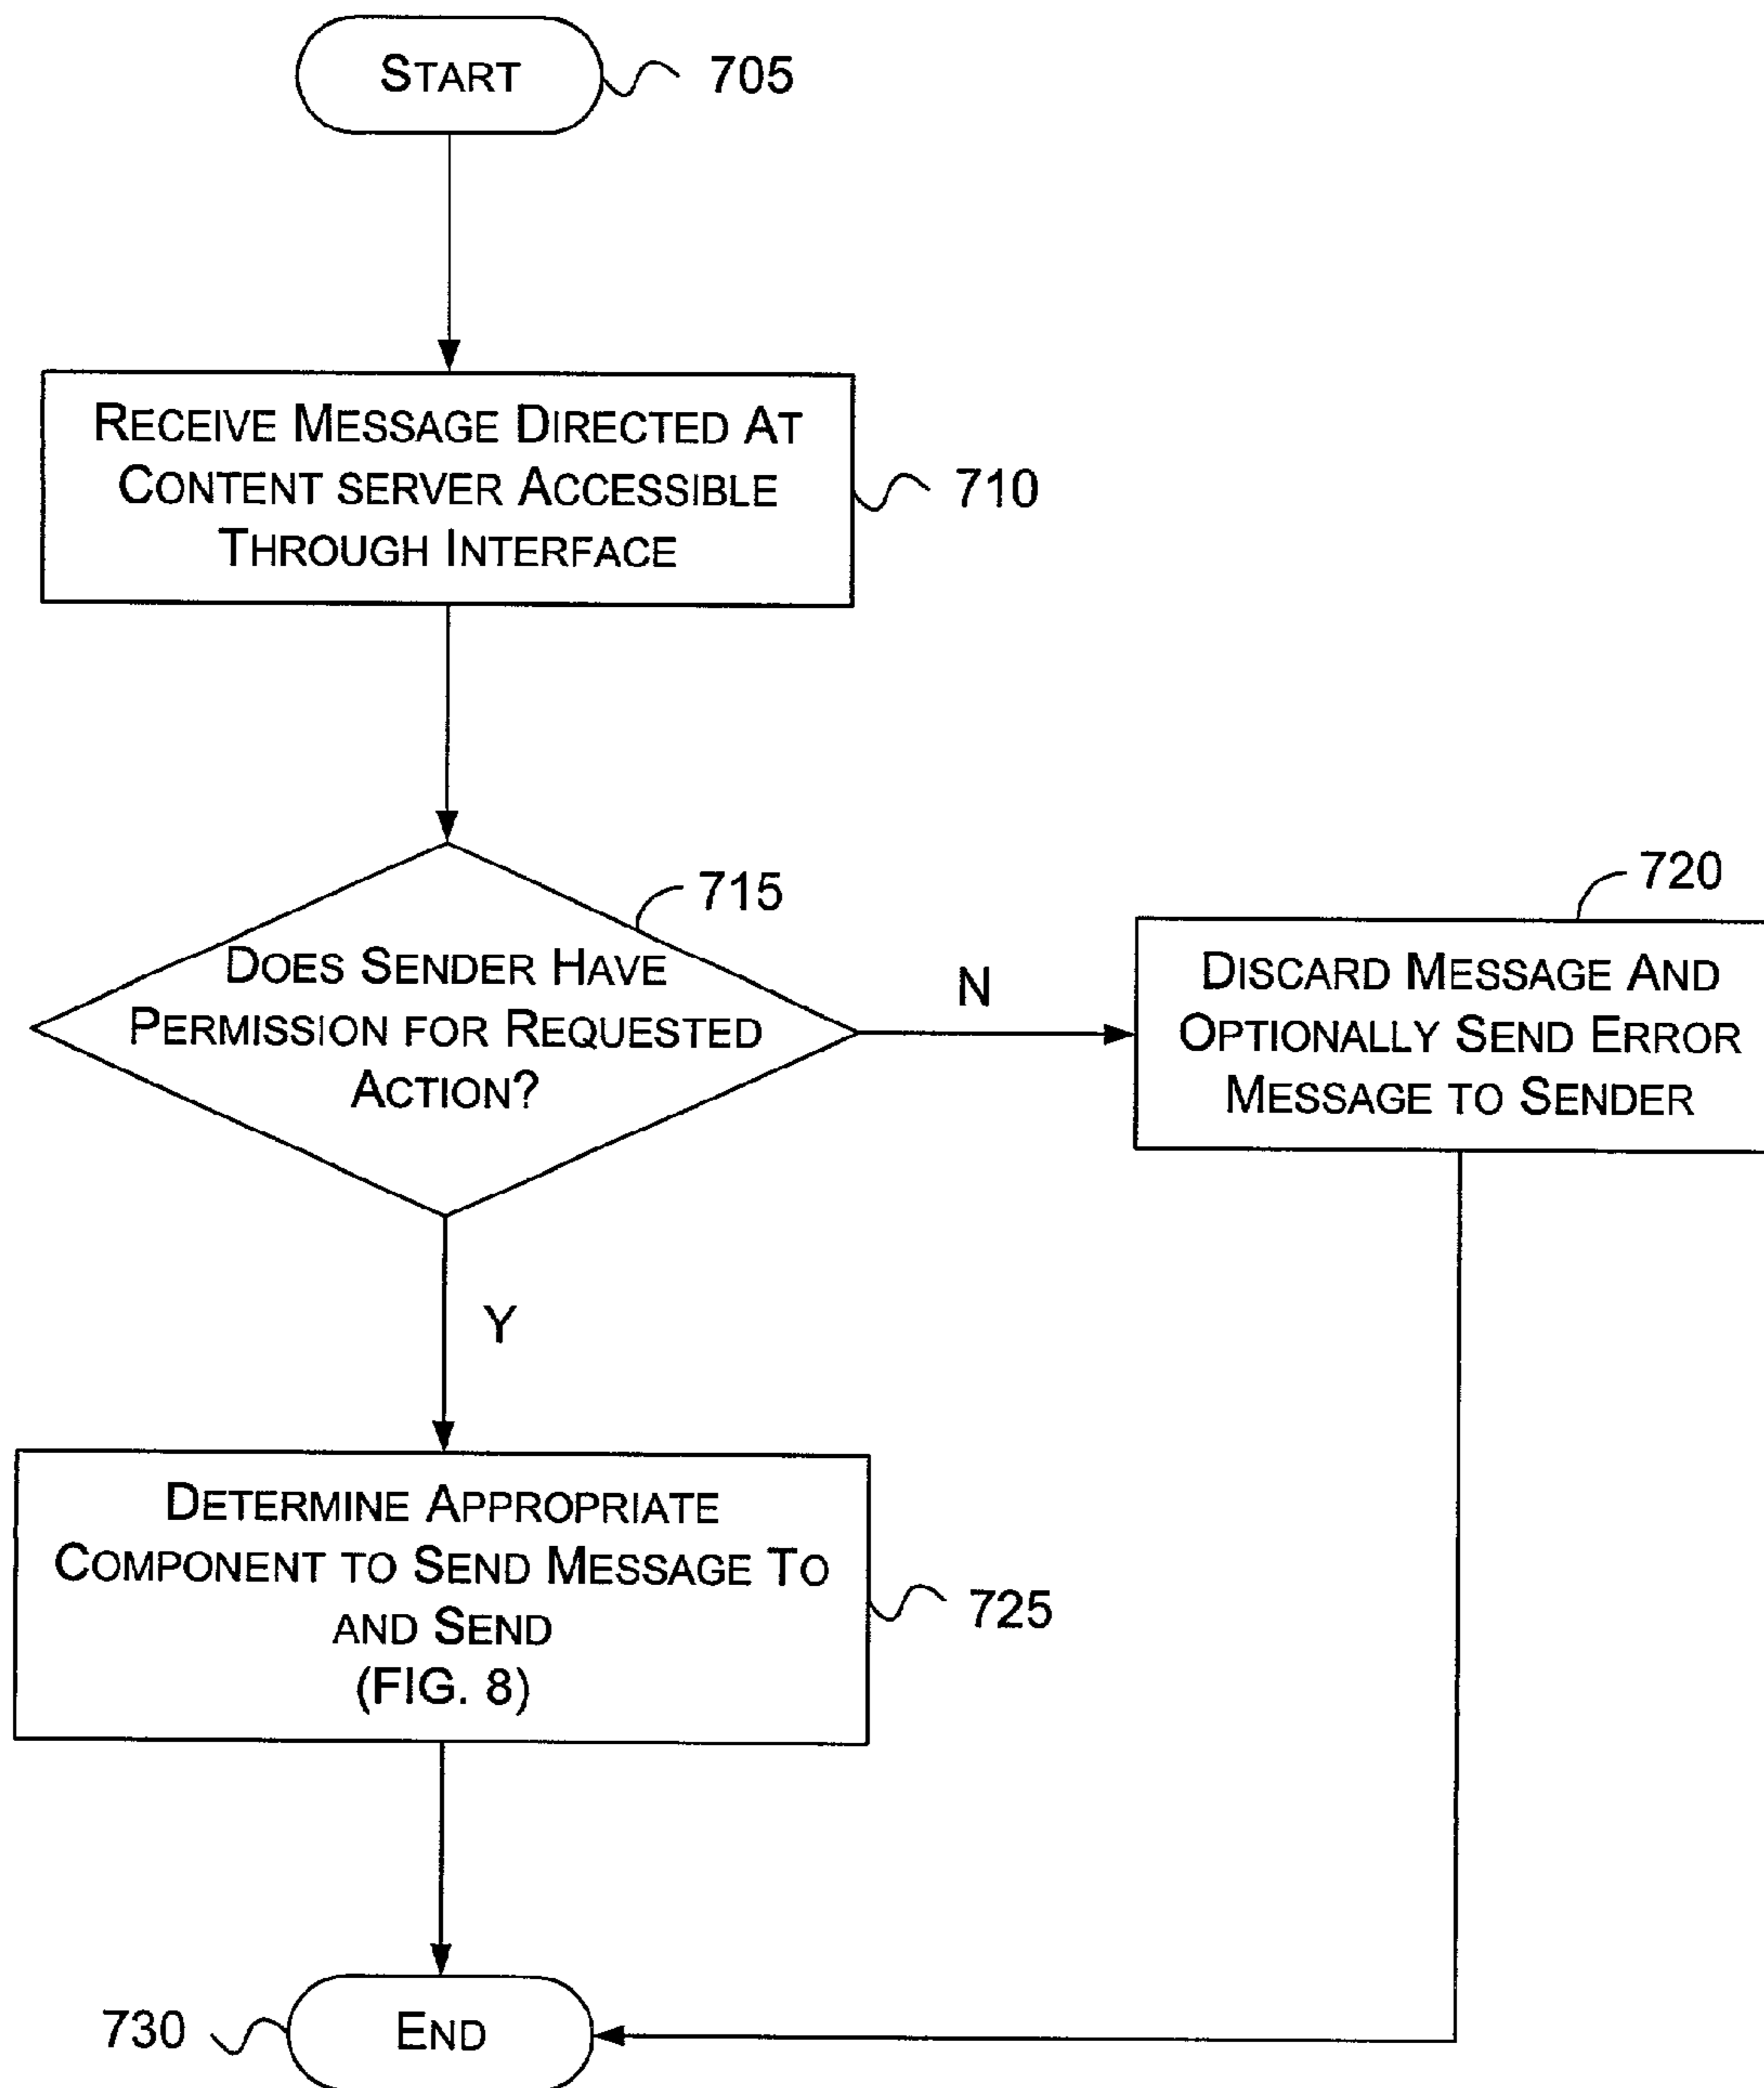 START
705
RECEIVE MESSAGE DIRECTED AT
CONTENT SERVER ACCESSIBLE
THROUGH INTERFACE
710
715
DOES SENDER HAVE
PERMISSION FOR REQUESTED
ACTION?
N
720
DISCARD MESSAGE AND
OPTIONALLY SEND ERROR
MESSAGE TO SENDER
Y
DETERMINE APPROPRIATE
COMPONENT TO SEND MESSAGE TO
AND SEND
(FIG. 8)
725
730
END